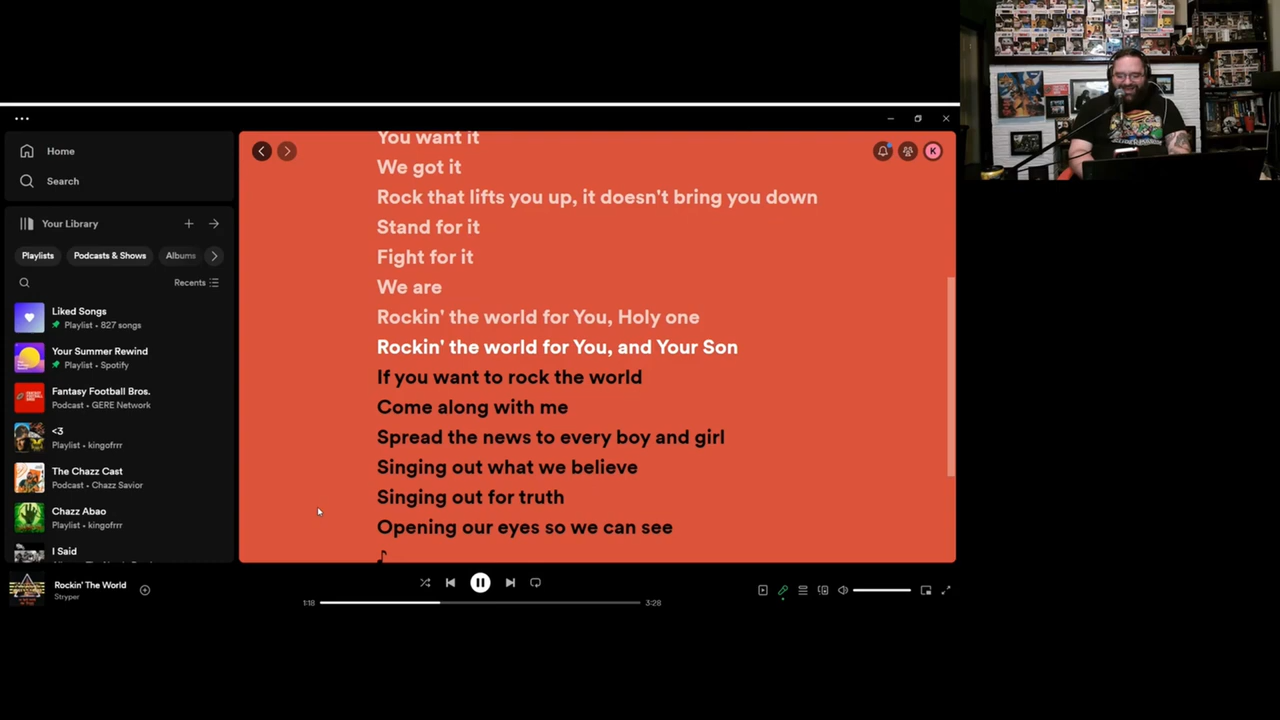 Home
Search
Your Library
Playlists
Podcasts & Shows
Albums
Recents
Liked Songs
Playlist • 827 songs
Your Summer Rewind
Playlist • Spotify
Fantasy Football Bros.
Podcast • GERE Network
<3
Playlist • kingofrrr
The Chazz Cast
Podcast • Chazz Savior
Chazz Abao
Playlist • kingofrrr
I Said
K
You want it
We got it
Rock that lifts you up, it doesn't bring you down
Stand for it
Fight for it
We are
Rockin' the world for You, Holy one
Rockin' the world for You, and Your Son
If you want to rock the world
Come along with me
Spread the news to every boy and girl
Singing out what we believe
Singing out for truth
Opening our eyes so we can see
♪
Rockin' The World
Stryper
1:18
3:28